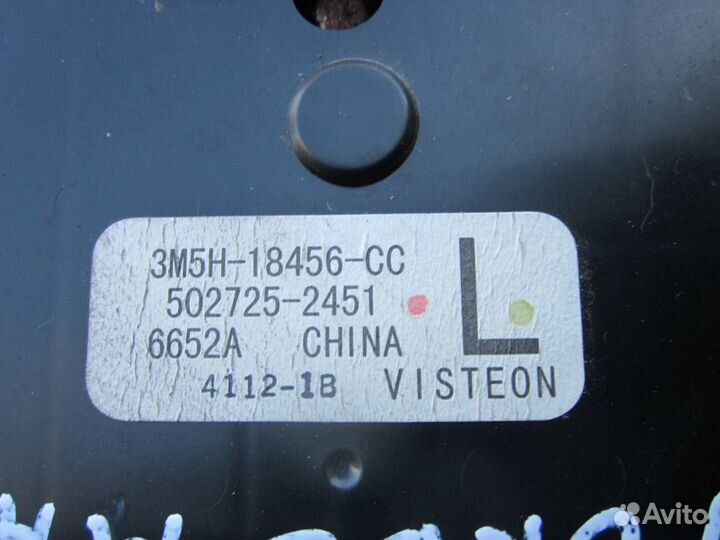 3M5H-18456-CC
502725-2451
L
6652A CHINA
4112-1B VISTEON
Avito